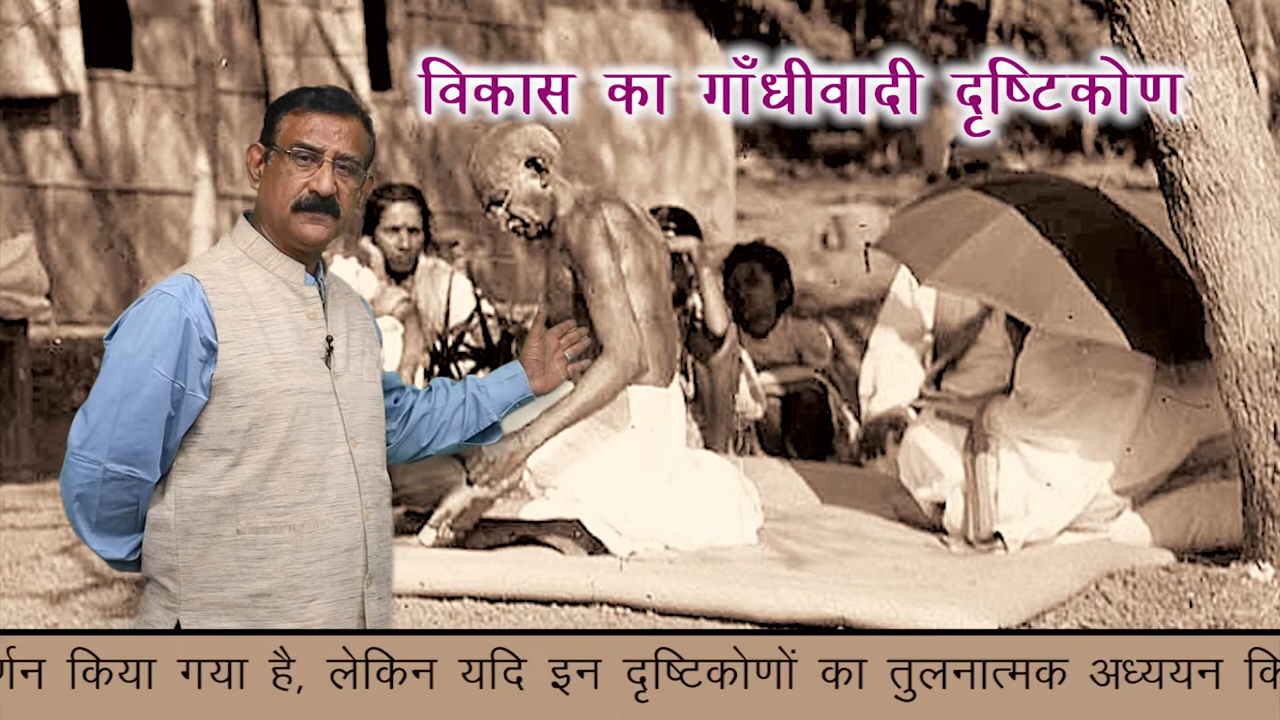 विकास का गाँधीवादी दृष्टिकोण
किया गया है, लेकिन यदि इन दृष्टिकोणों का तुलनात्मक अध्ययन